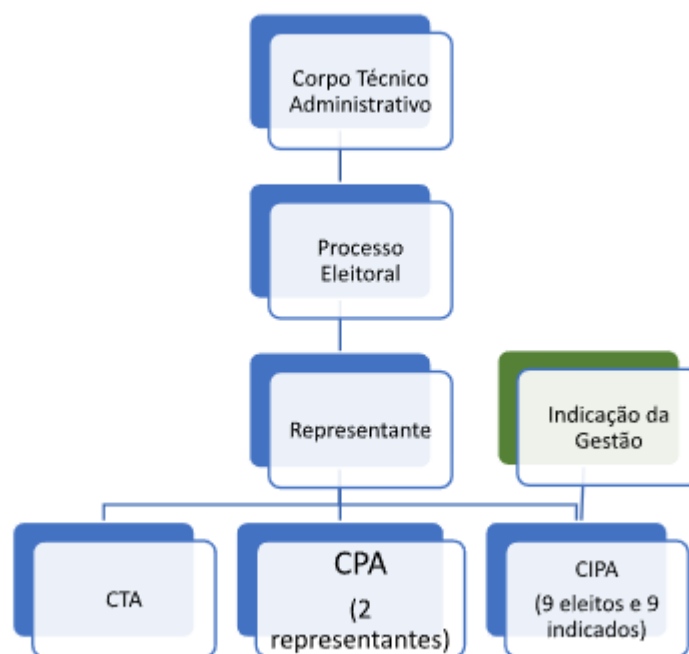 Corpo Técnico
Administrativo
Processo
Eleitoral
Representante
Indicação da
Gestão
CTA
CPA
(2
representantes)
CIPA
(9 eleitos e 9
indicados)